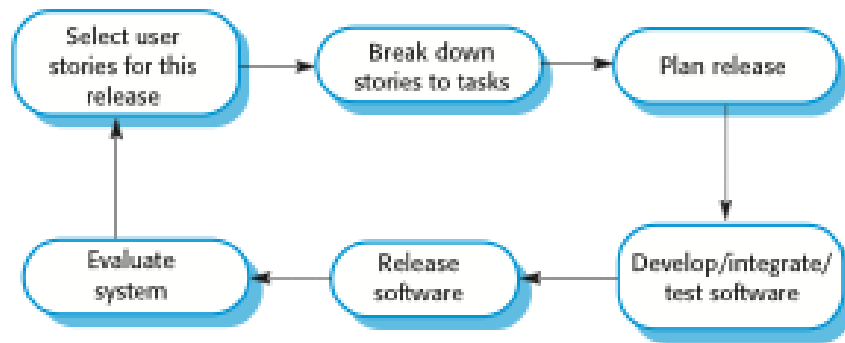 Select user
stories for this
release
Break down
stories to tasks
Plan release
Develop/integrate/
test software
Release
software
Evaluate
system